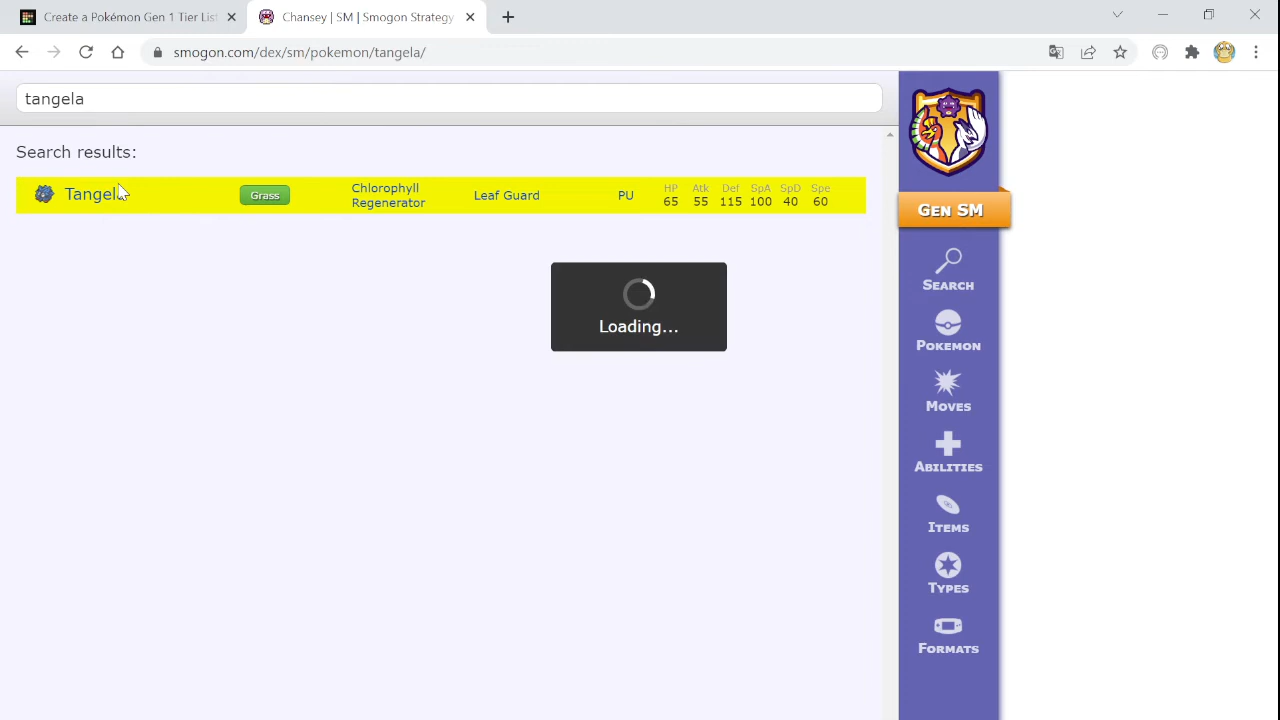 Create a Pokémon Gen 1 Tier List
Chansey | SM | Smogon Strategy
smogon.com/dex/sm/pokemon/tangela/
tangela
Search results:
Tangela Grass Chlorophyll Regenerator Leaf Guard PU HP 65 Atk 55 Def 115 SpA 100 SpD 40 Spe 60
Loading...
GEN SM
SEARCH
POKEMON
MOVES
ABILITIES
ITEMS
TYPES
FORMATS